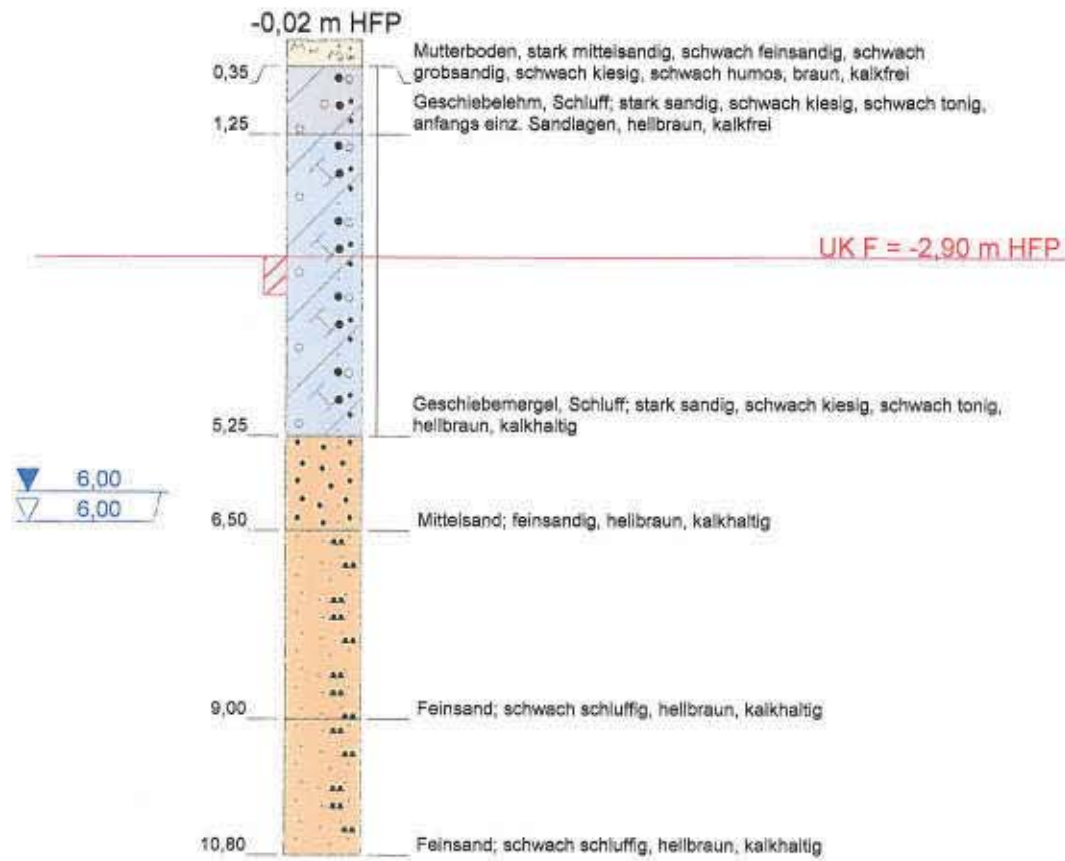 -0,02 m HFP
Mutterboden, stark mittelsandig, schwach feinsandig, schwach
grobsandig, schwach kiesig, schwach humos, braun, kalkfrei
0,35
Geschiebelehm, Schluff; stark sandig, schwach kiesig, schwach tonig,
anfangs einz. Sandlagen, hellbraun, kalkfrei
1,25
UK F = -2,90 m HFP
Geschiebemergel, Schluff; stark sandig, schwach kiesig, schwach tonig,
hellbraun, kalkhaltig
5,25
6,00
6,00
6,50
Mittelsand; feinsandig, hellbraun, kalkhaltig
9,00
Feinsand; schwach schluffig, hellbraun, kalkhaltig
10,80
Feinsand; schwach schluffig, hellbraun, kalkhaltig